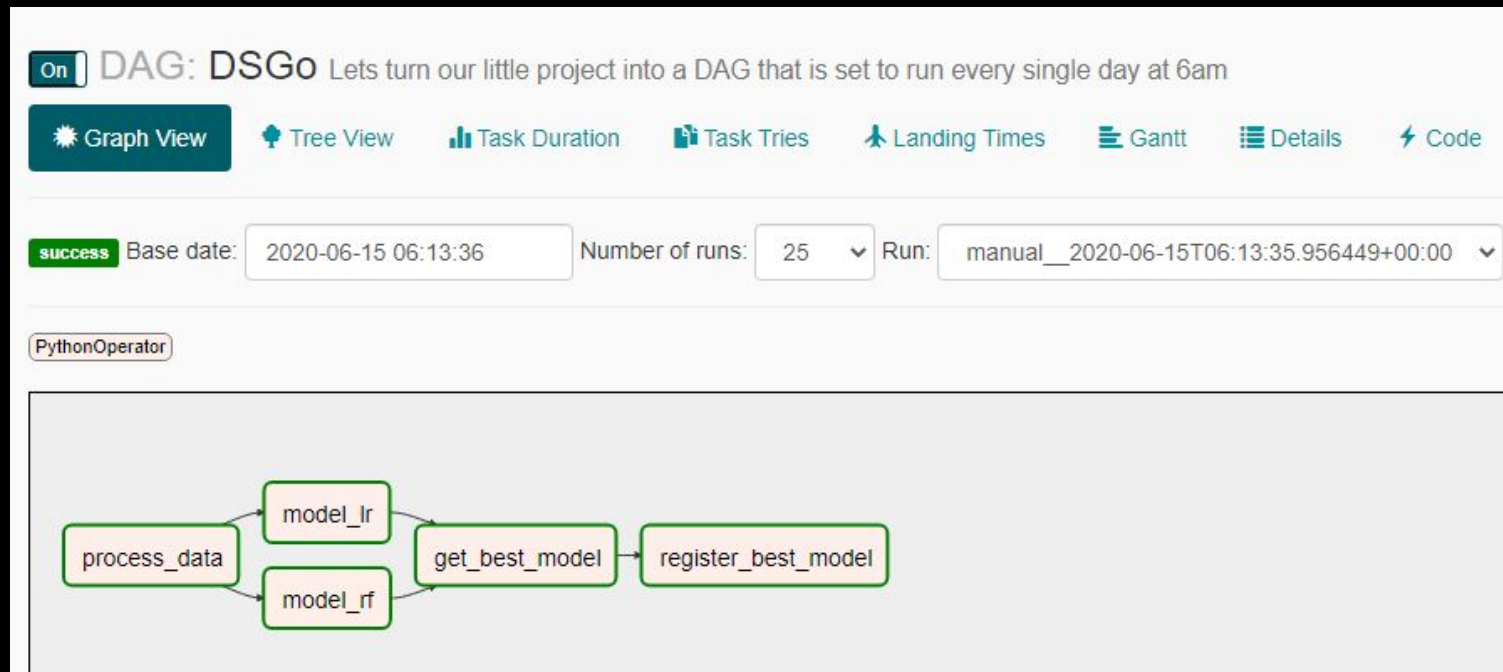 On DAG: DSGo Lets turn our little project into a DAG that is set to run every single day at 6am
Graph View Tree View Task Duration Task Tries Landing Times Gantt Details Code
success Base date: 2020-06-15 06:13:36 Number of runs: 25 Run: manual__2020-06-15T06:13:35.956449+00:00
PythonOperator
model_lr
process_data get_best_model register_best_model
model_rf